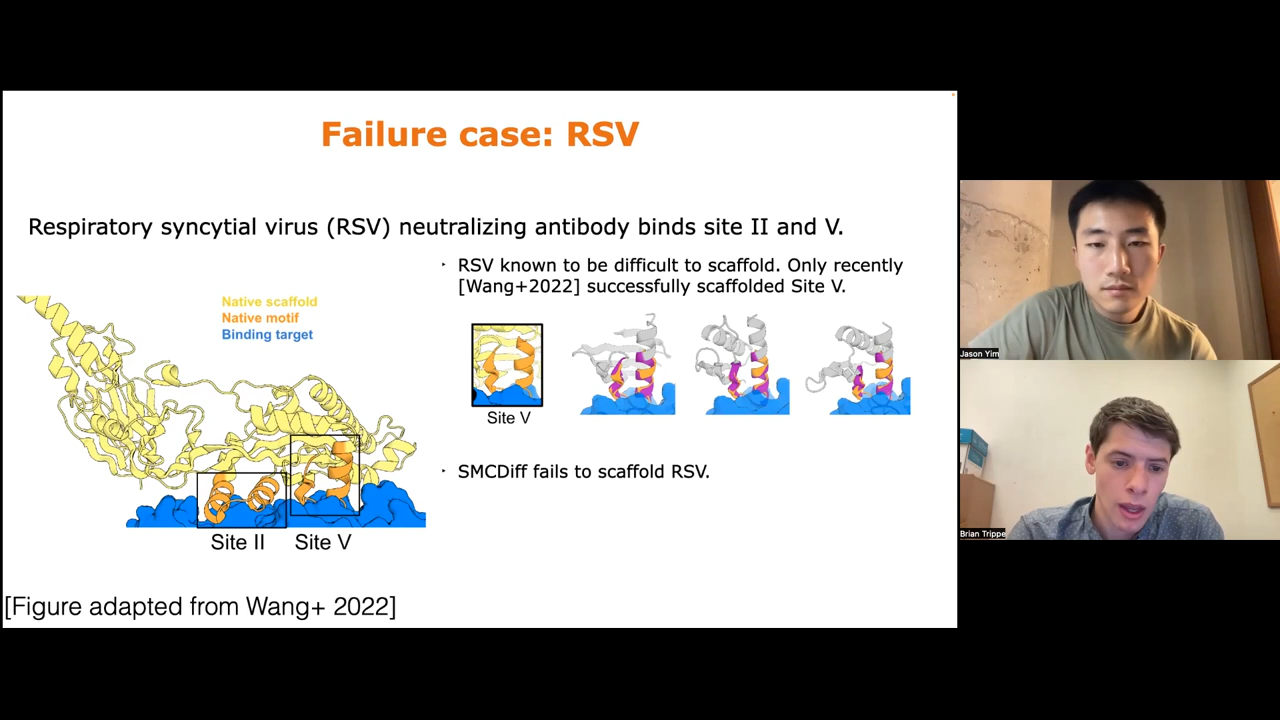 Failure case: RSV
Respiratory syncytial virus (RSV) neutralizing antibody binds site II and V.
‣ RSV known to be difficult to scaffold. Only recently
[Wang+2022] successfully scaffolded Site V.
Native scaffold
Native motif
Binding target
Site V
‣ SMCDiff fails to scaffold RSV.
Site II
Site V
[Figure adapted from Wang+ 2022]
Jason Yim
Brian Trippe